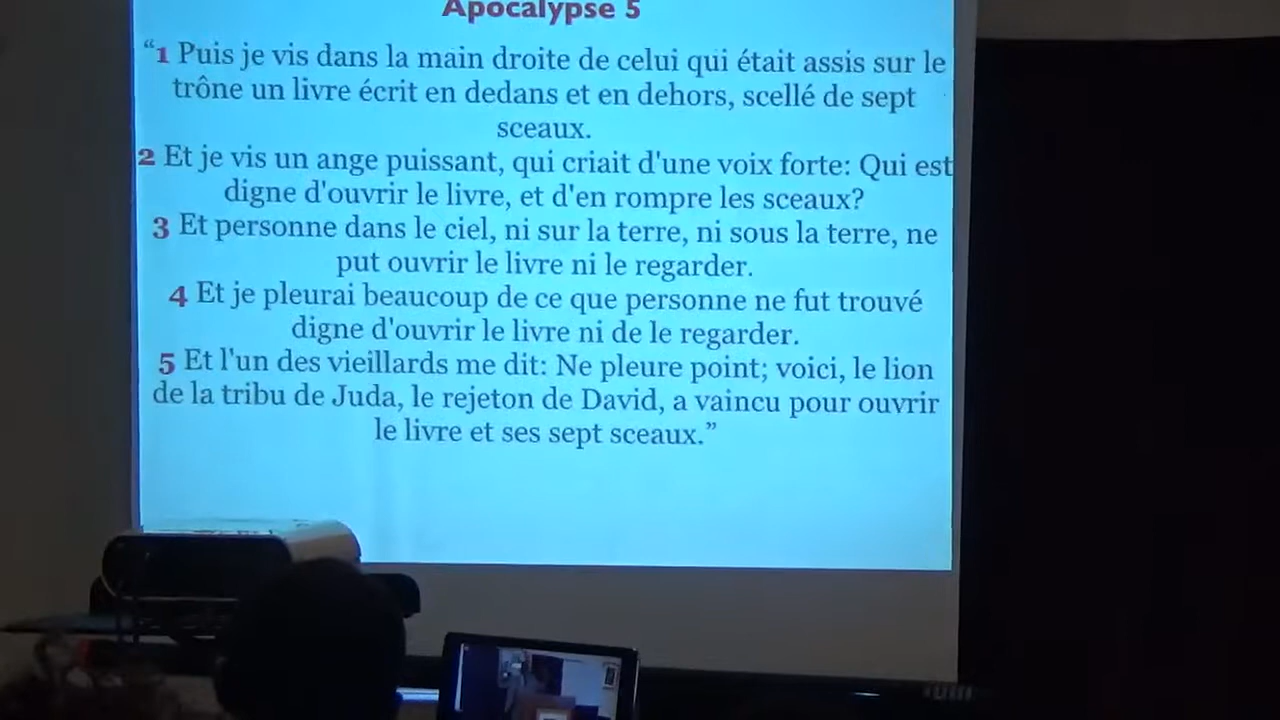 Apocalypse 5
“1 Puis je vis dans la main droite de celui qui était assis sur le
trône un livre écrit en dedans et en dehors, scellé de sept
sceaux.
2 Et je vis un ange puissant, qui criait d'une voix forte: Qui est
digne d'ouvrir le livre, et d'en rompre les sceaux?
3 Et personne dans le ciel, ni sur la terre, ni sous la terre, ne
put ouvrir le livre ni le regarder.
4 Et je pleurai beaucoup de ce que personne ne fut trouvé
digne d'ouvrir le livre ni de le regarder.
5 Et l'un des vieillards me dit: Ne pleure point; voici, le lion
de la tribu de Juda, le rejeton de David, a vaincu pour ouvrir
le livre et ses sept sceaux.”